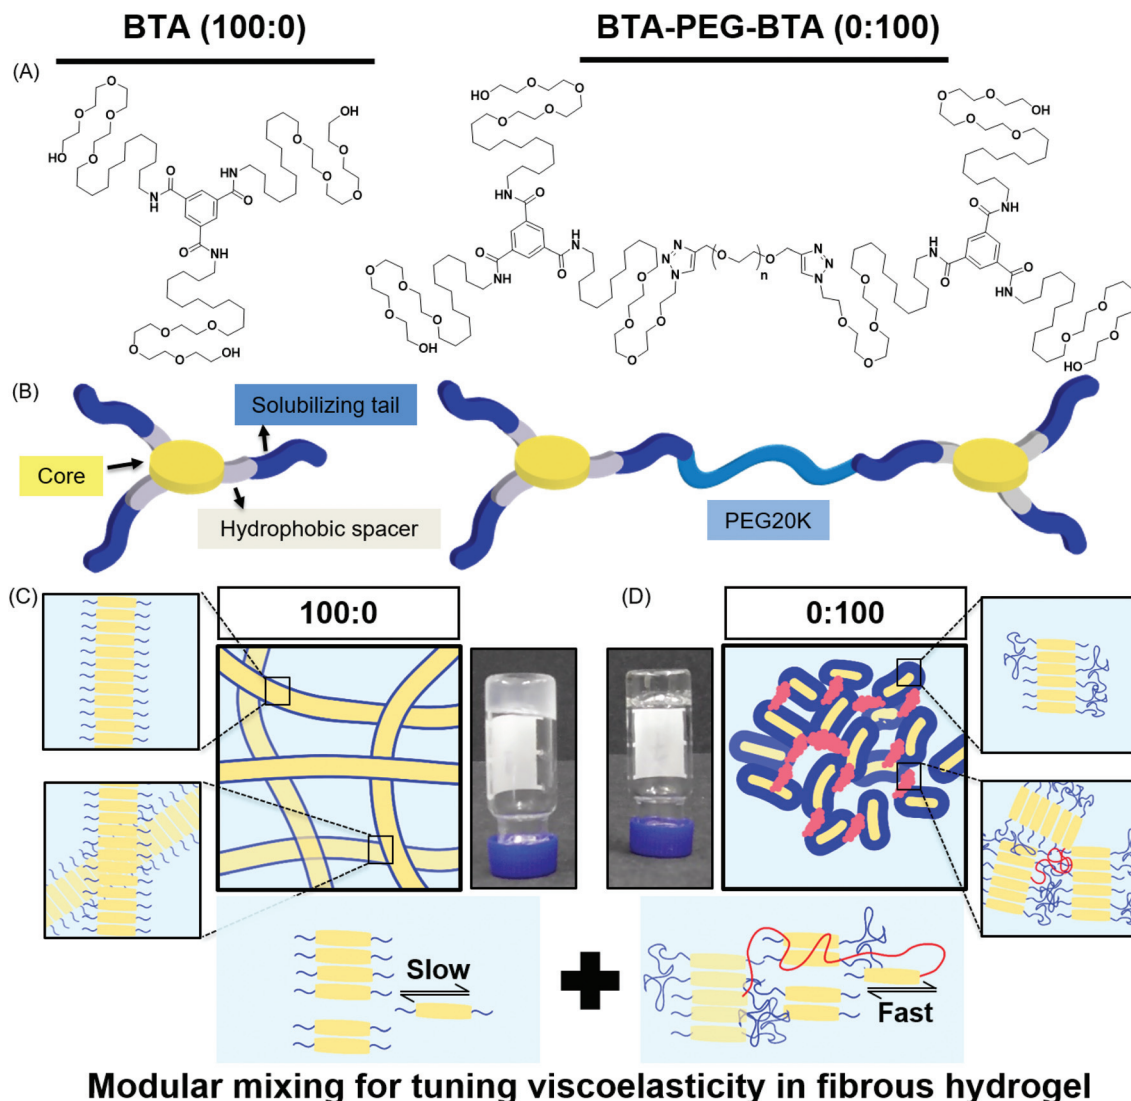 BTA (100:0)
BTA-PEG-BTA (0:100)
(A)
(B)
Solubilizing tail
Core
Hydrophobic spacer
PEG20K
(C)
100:0
(D)
0:100
Slow
Fast
Modular mixing for tuning viscoelasticity in fibrous hydrogel